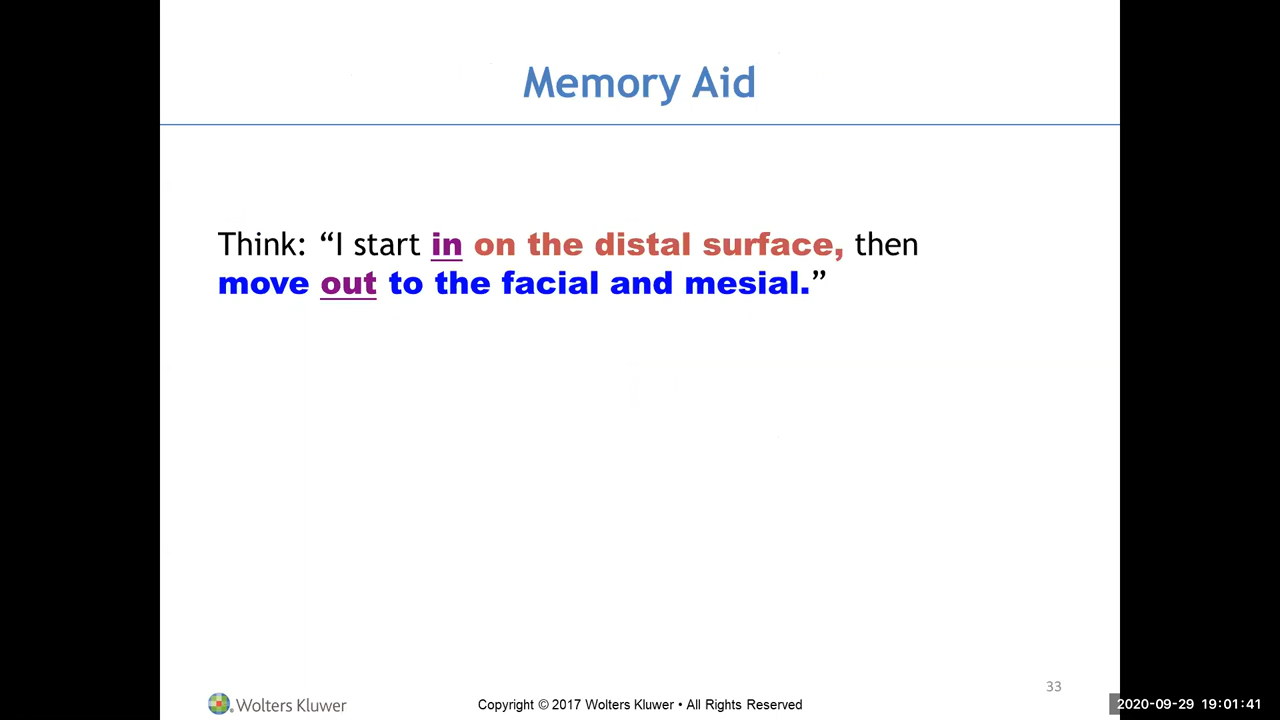 Memory Aid
Think: “I start in on the distal surface, then
move out to the facial and mesial.”
33
Wolters Kluwer
Copyright © 2017 Wolters Kluwer • All Rights Reserved
2020-09-29 19:01:41